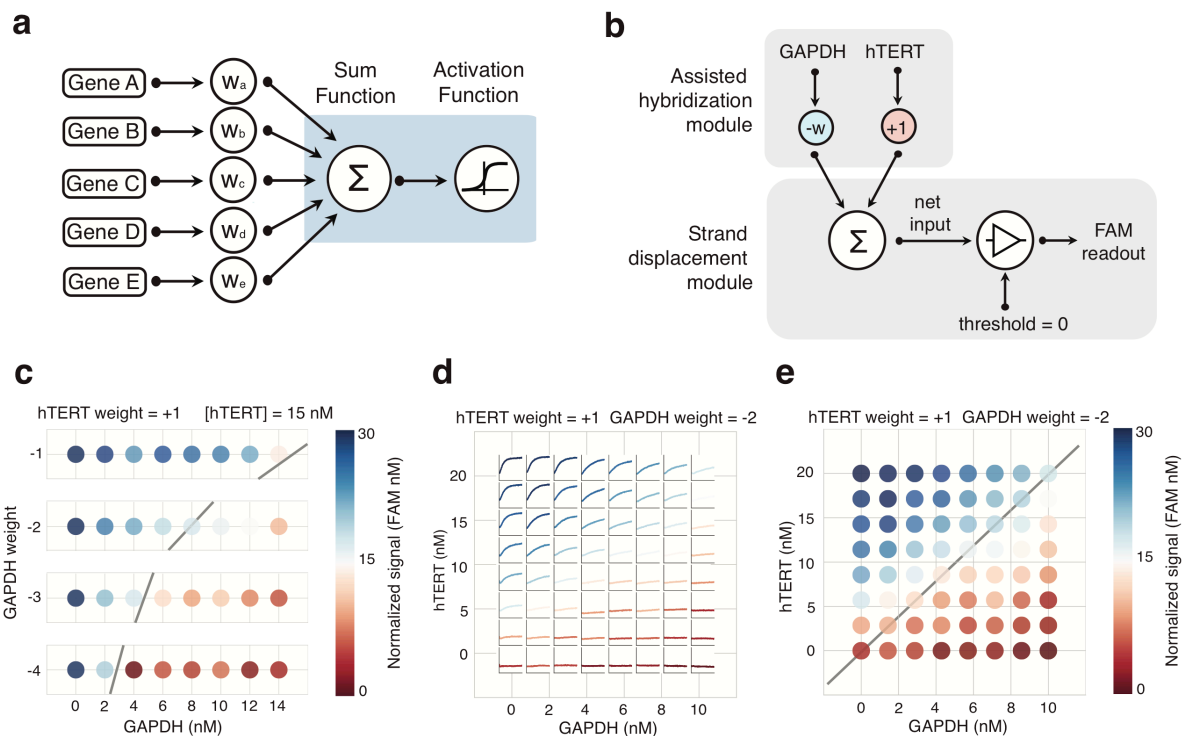 a
Gene A
Gene B
Gene C
Gene D
Gene E
wa
wb
wc
wd
we
Sum
Function
Activation
Function
Σ
b
Assisted
hybridization
module
GAPDH hTERT
-w +1
Strand
displacement
module
Σ
net
input
FAM
readout
threshold = 0
c
hTERT weight = +1 [hTERT] = 15 nM
GAPDH weight
-1
-2
-3
-4
0 2 4 6 8 10 12 14
GAPDH (nM)
30
15
0
Normalized signal (FAM nM)
d
hTERT weight = +1 GAPDH weight = -2
hTERT (nM)
20
15
10
5
0
0 2 4 6 8 10
GAPDH (nM)
e
hTERT weight = +1 GAPDH weight = -2
hTERT (nM)
20
15
10
5
0
0 2 4 6 8 10
GAPDH (nM)
30
15
0
Normalized signal (FAM nM)